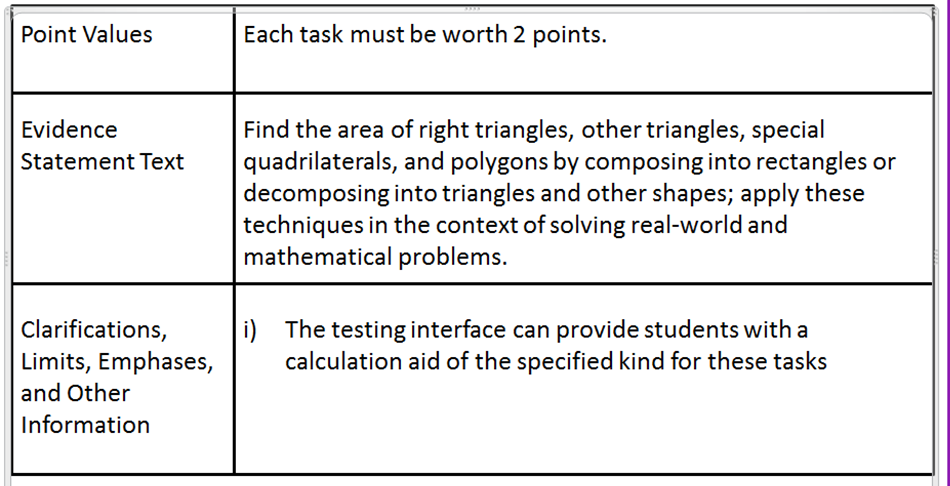 Point Values
Each task must be worth 2 points.
Evidence
Statement Text
Find the area of right triangles, other triangles, special
quadrilaterals, and polygons by composing into rectangles or
decomposing into triangles and other shapes; apply these
techniques in the context of solving real-world and
mathematical problems.
Clarifications,
Limits, Emphases,
and Other
Information
i) The testing interface can provide students with a
calculation aid of the specified kind for these tasks